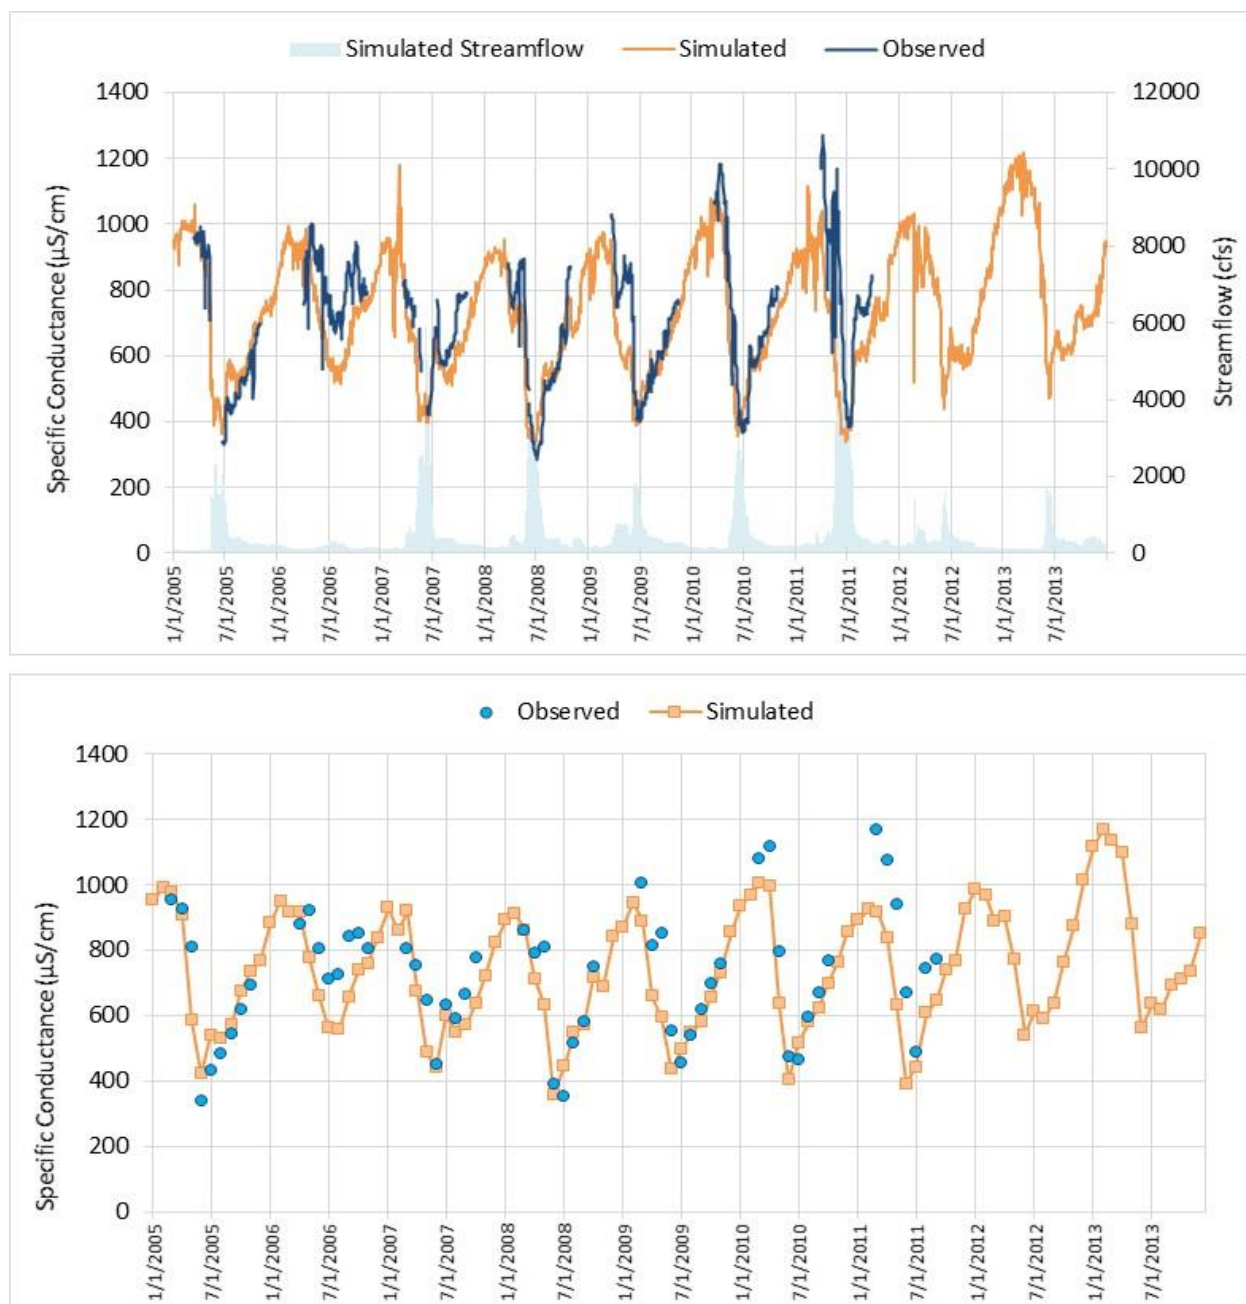 Simulated Streamflow Simulated Observed
1400 12000
1200 10000
1000 8000
800 6000
600 4000
400 2000
200 0
0
Specific Conductance (µS/cm)
Streamflow (cfs)
1/1/2005 7/1/2005 1/1/2006 7/1/2006 1/1/2007 7/1/2007 1/1/2008 7/1/2008 1/1/2009 7/1/2009 1/1/2010 7/1/2010 1/1/2011 7/1/2011 1/1/2012 7/1/2012 1/1/2013 7/1/2013
Observed Simulated
1400
1200
1000
800
600
400
200
0
Specific Conductance (µS/cm)
1/1/2005 7/1/2005 1/1/2006 7/1/2006 1/1/2007 7/1/2007 1/1/2008 7/1/2008 1/1/2009 7/1/2009 1/1/2010 7/1/2010 1/1/2011 7/1/2011 1/1/2012 7/1/2012 1/1/2013 7/1/2013